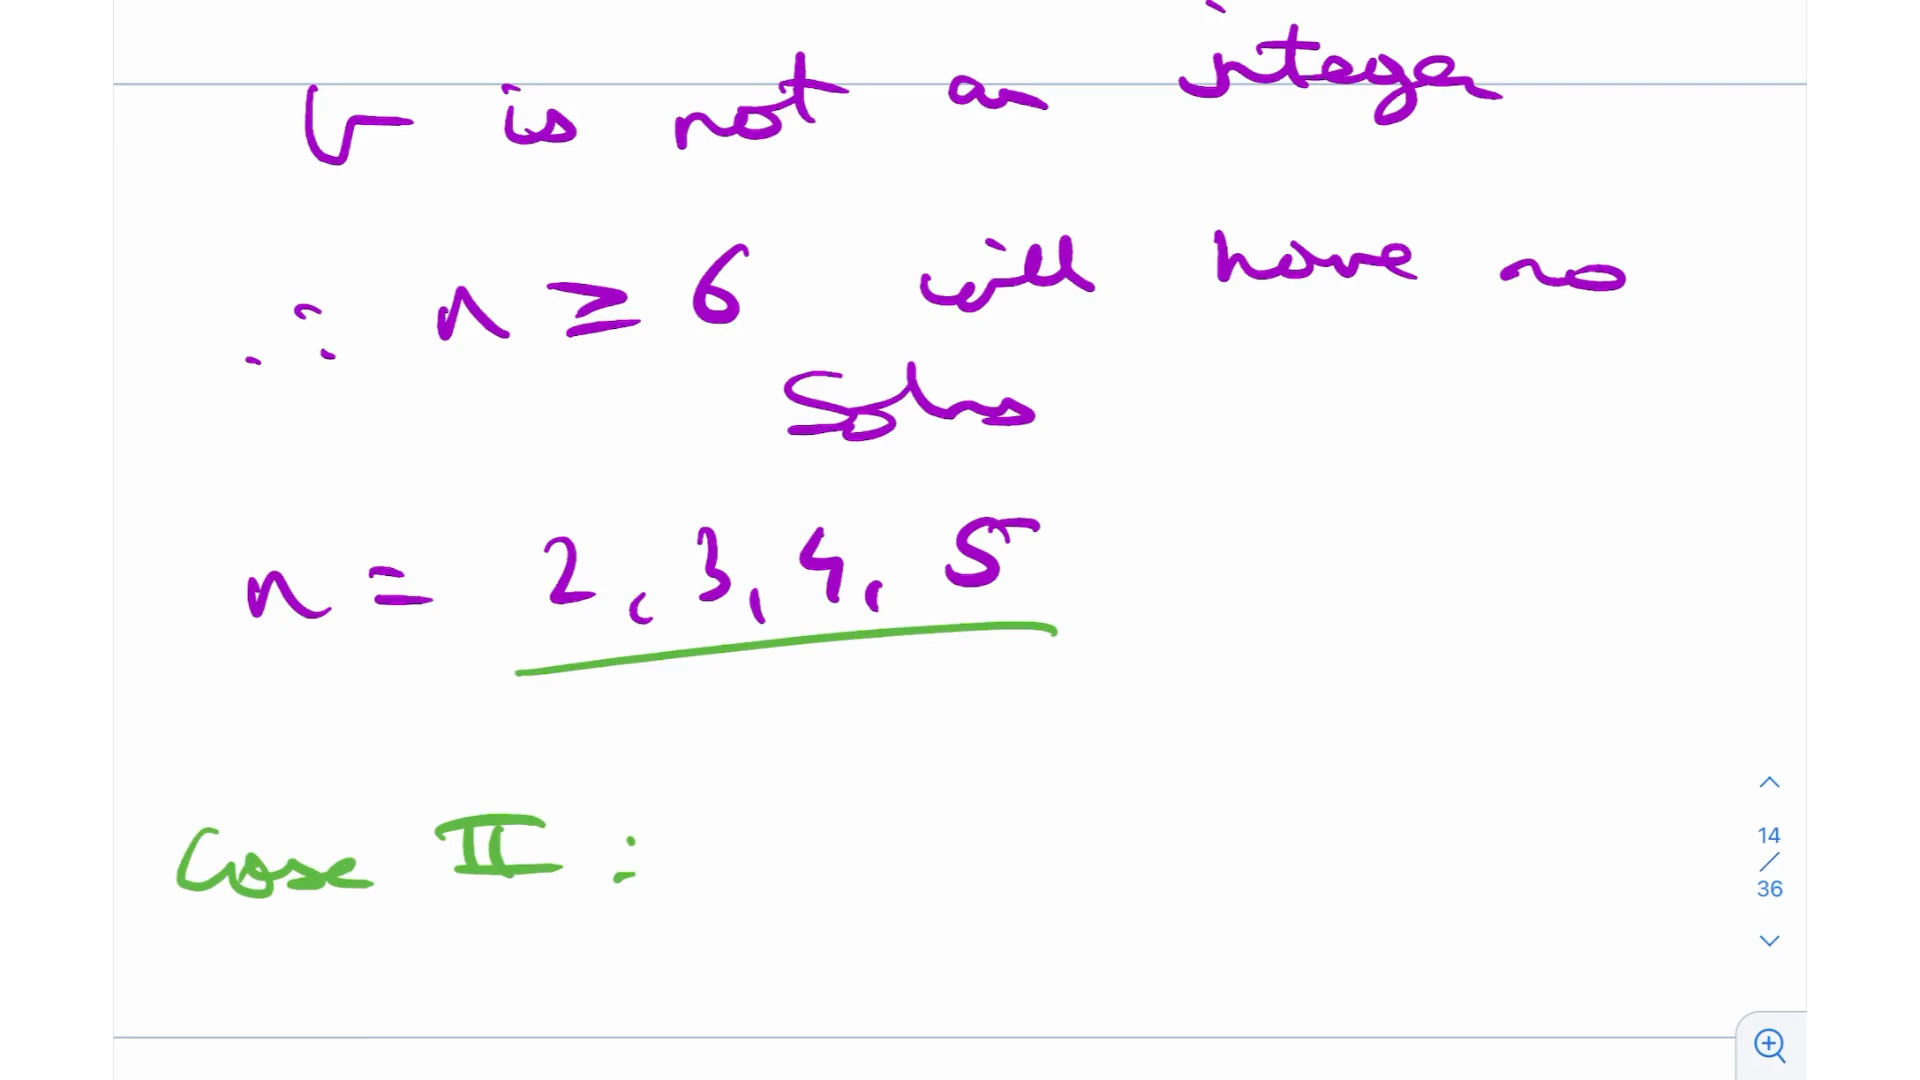 b is not an integer
∴ n ≥ 6 will have no
Solns
n = 2, 3, 4, 5
Case II :
14
/
36